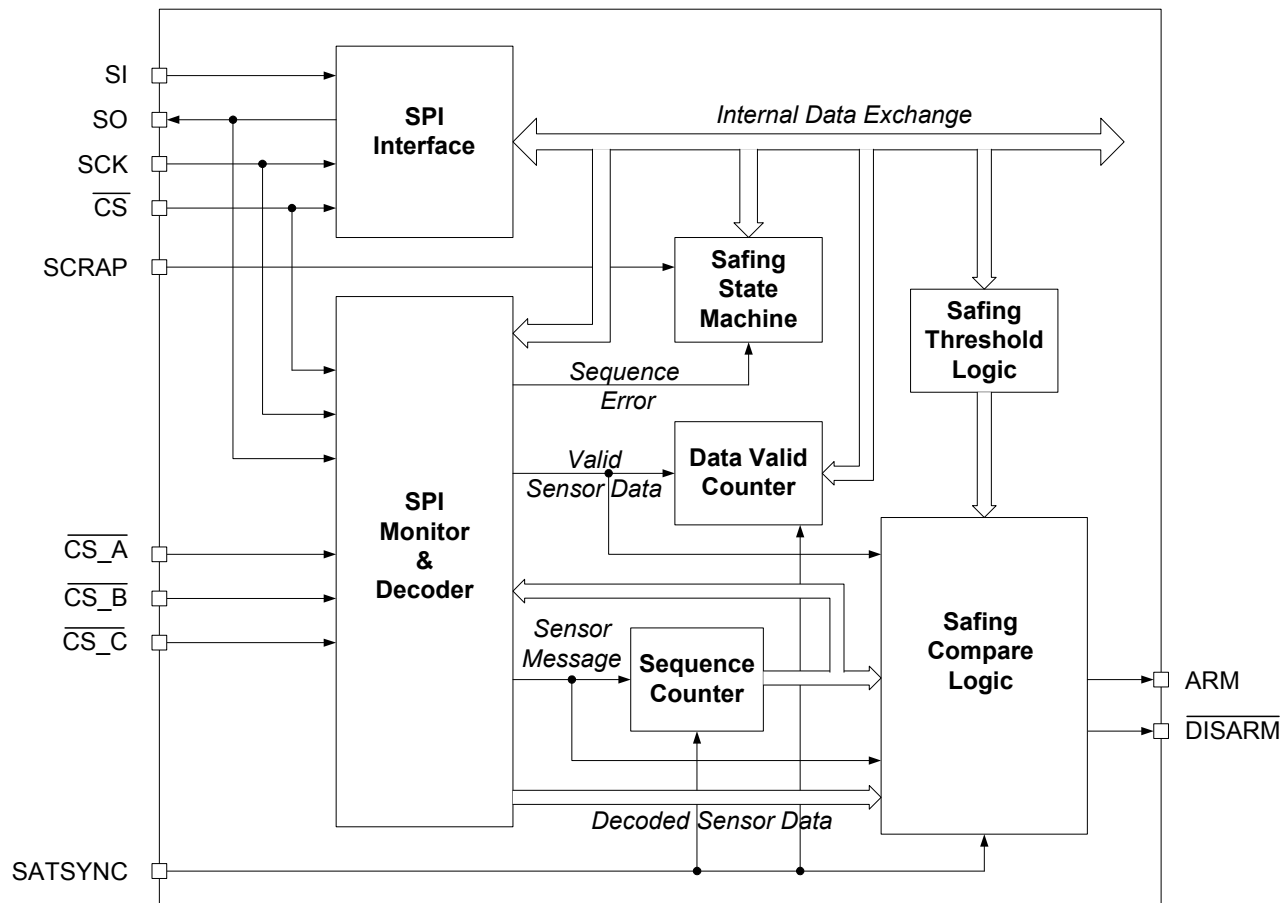 SI
SO
SCK
CS
SCRAP
SPI
Interface
Internal Data Exchange
Safing
State
Machine
Safing
Threshold
Logic
Sequence
Error
Valid
Sensor Data
Data Valid
Counter
SPI
Monitor
&
Decoder
CS_A
CS_B
CS_C
Sensor
Message
Sequence
Counter
Safing
Compare
Logic
ARM
DISARM
Decoded Sensor Data
SATSYNC